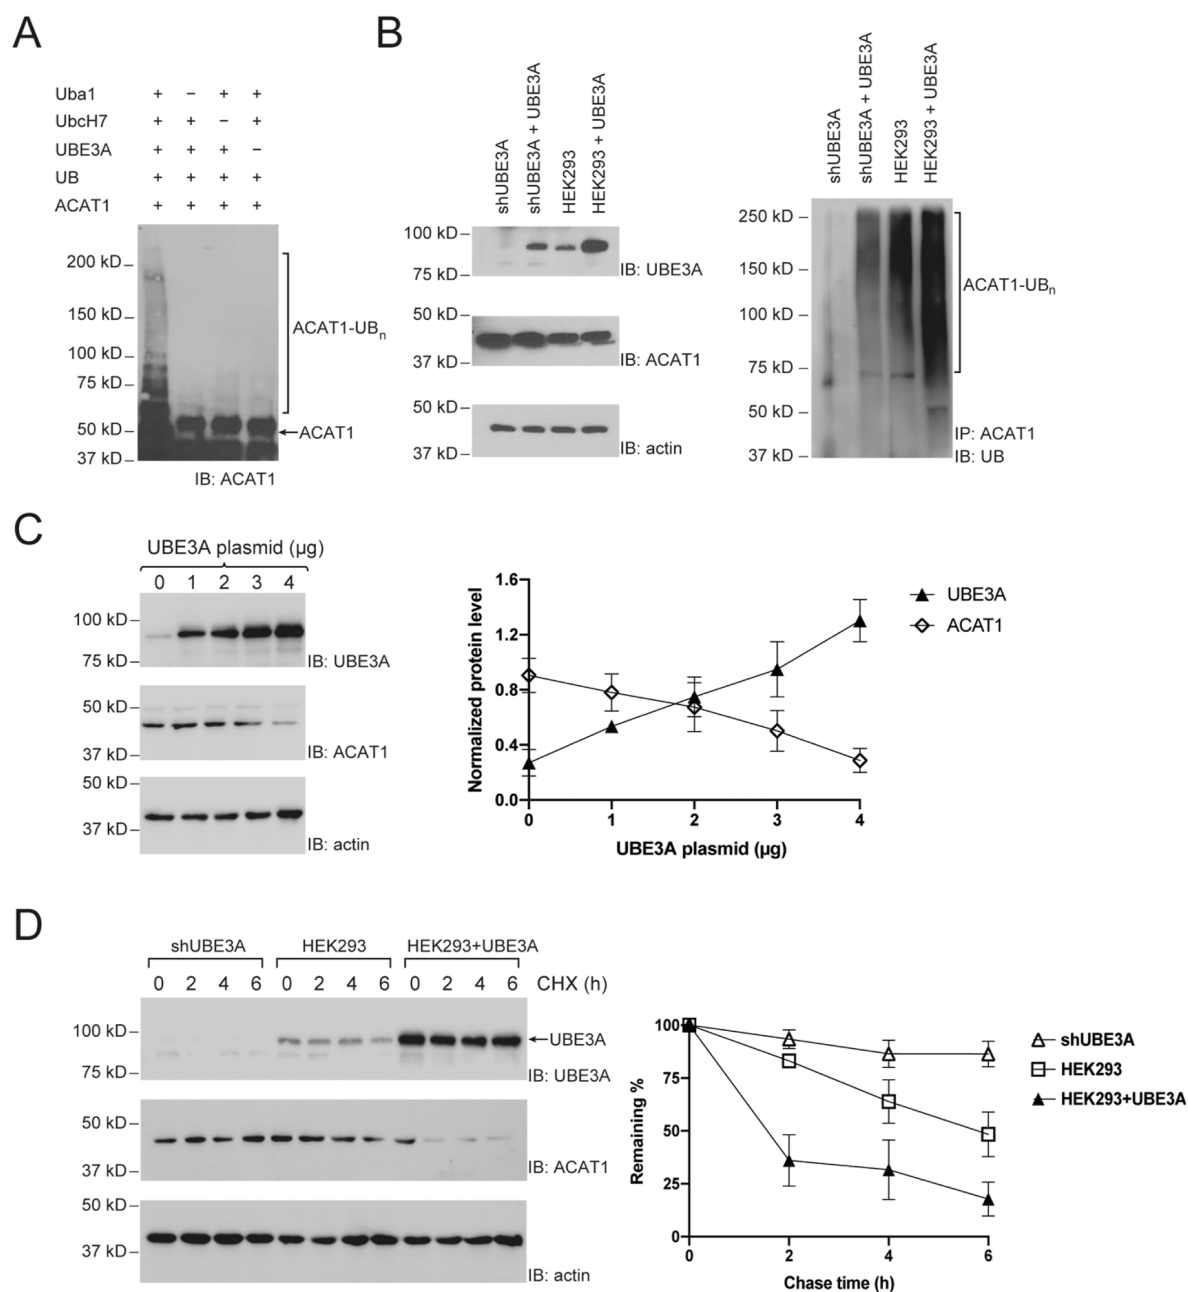 A
Uba1 + – + +
UbcH7 + + – +
UBE3A + + + –
UB + + + +
ACAT1 + + + +
200 kD
150 kD
100 kD
75 kD
50 kD
37 kD
ACAT1-UBn
ACAT1
IB: ACAT1
B
shUBE3A
shUBE3A + UBE3A
HEK293
HEK293 + UBE3A
100 kD
75 kD
IB: UBE3A
50 kD
37 kD
IB: ACAT1
50 kD
37 kD
IB: actin
shUBE3A
shUBE3A + UBE3A
HEK293
HEK293 + UBE3A
250 kD
150 kD
100 kD
75 kD
50 kD
37 kD
ACAT1-UBn
IP: ACAT1
IB: UB
C
UBE3A plasmid (µg)
0 1 2 3 4
100 kD
75 kD
IB: UBE3A
50 kD
37 kD
IB: ACAT1
50 kD
37 kD
IB: actin
Normalized protein level
1.6
1.2
0.8
0.4
0.0
0 1 2 3 4
UBE3A plasmid (µg)
UBE3A
ACAT1
D
shUBE3A HEK293 HEK293+UBE3A
0 2 4 6 0 2 4 6 0 2 4 6 CHX (h)
100 kD
75 kD
UBE3A
IB: UBE3A
50 kD
37 kD
IB: ACAT1
50 kD
37 kD
IB: actin
Remaining %
100
75
50
25
0
0 2 4 6
Chase time (h)
shUBE3A
HEK293
HEK293+UBE3A